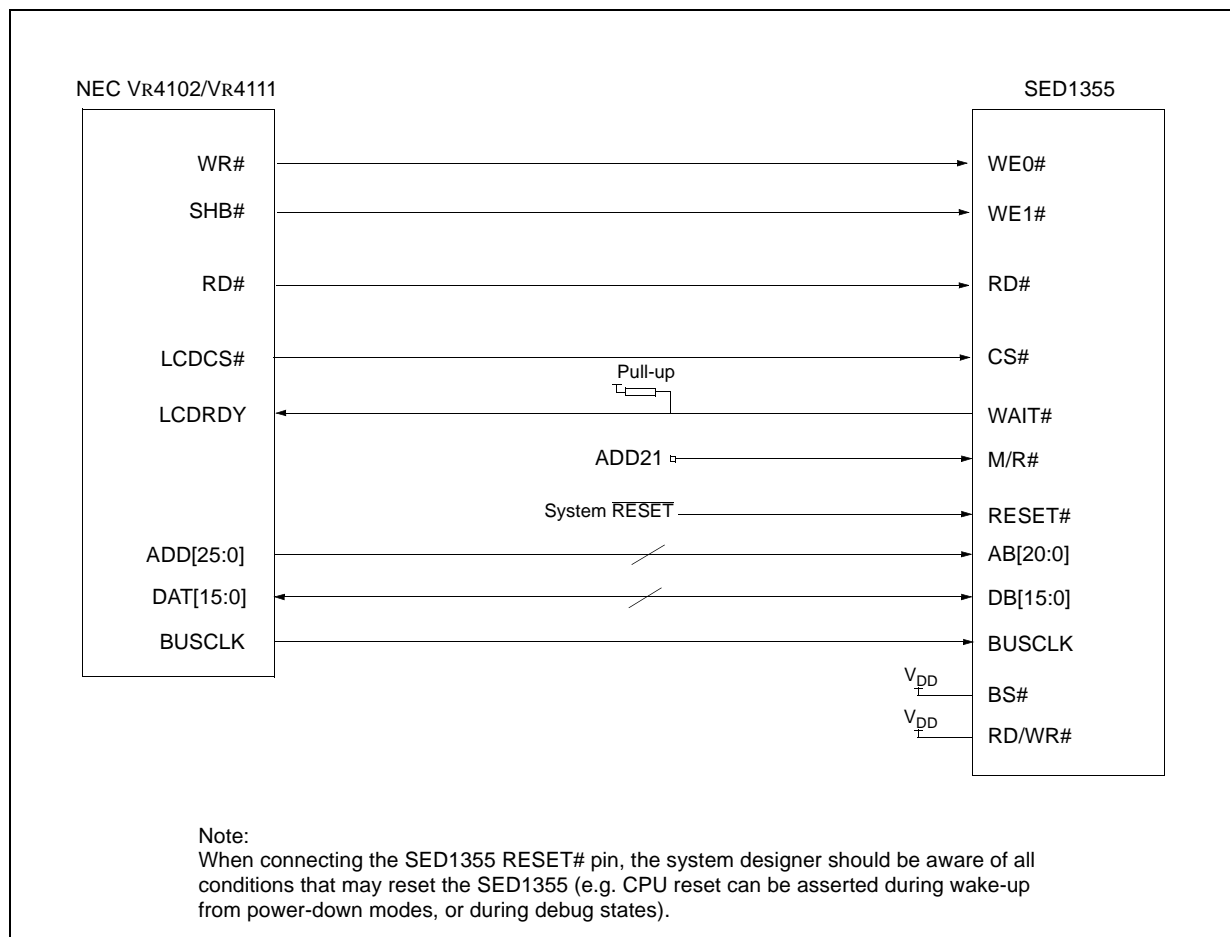 NEC VR4102/VR4111 SED1355
WR# WE0#
SHB# WE1#
RD# RD#
LCDCS# CS#
Pull-up
LCDRDY WAIT#
ADD21 M/R#
System RESET RESET#
ADD[25:0] AB[20:0]
DAT[15:0] DB[15:0]
BUSCLK BUSCLK
VDD BS#
VDD RD/WR#
Note:
When connecting the SED1355 RESET# pin, the system designer should be aware of all
conditions that may reset the SED1355 (e.g. CPU reset can be asserted during wake-up
from power-down modes, or during debug states).